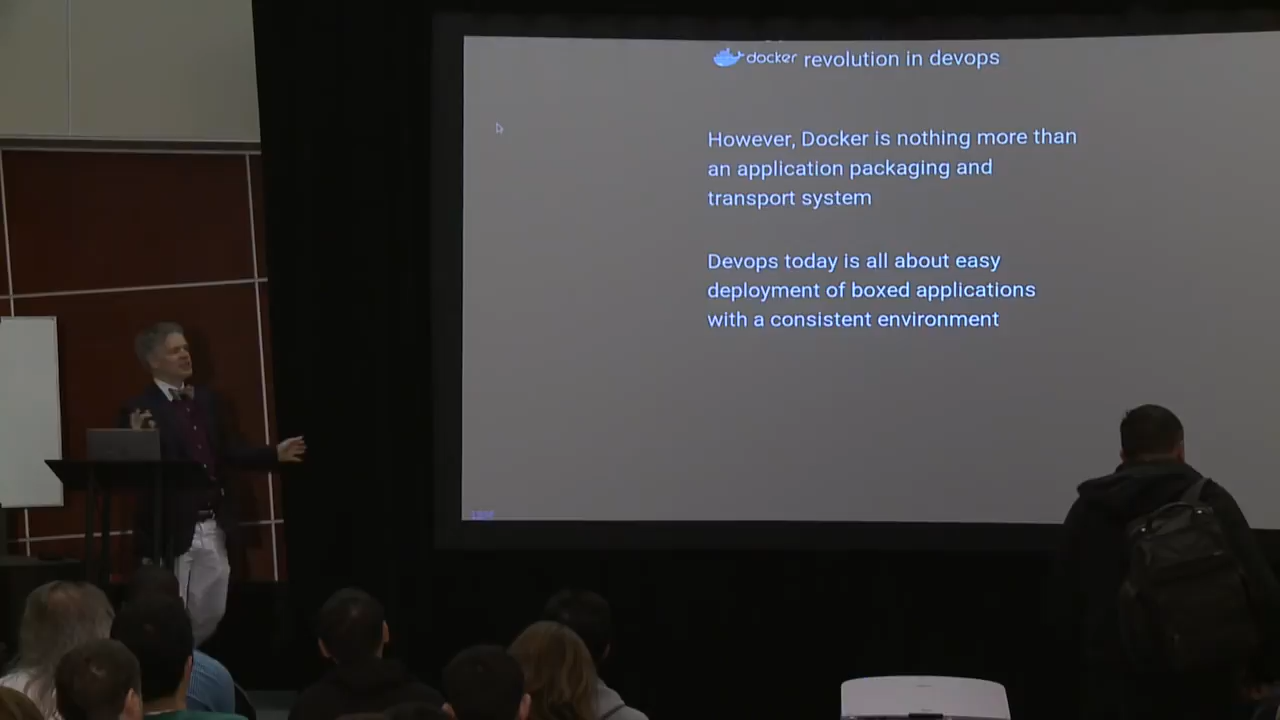 docker revolution in devops
However, Docker is nothing more than
an application packaging and
transport system
Devops today is all about easy
deployment of boxed applications
with a consistent environment